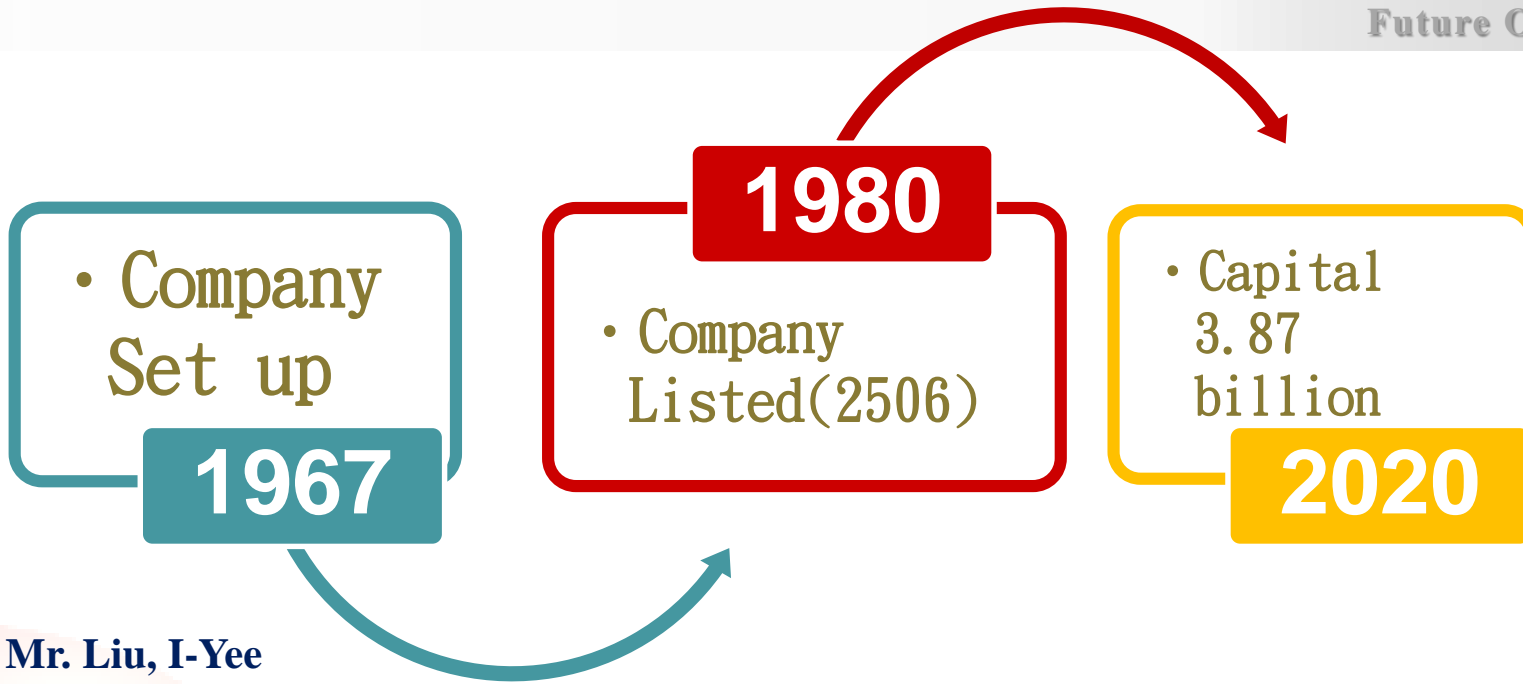 Future
• Company
Set up
1967
1980
• Company
Listed(2506)
• Capital
3.87
billion
2020
Mr. Liu, I-Yee